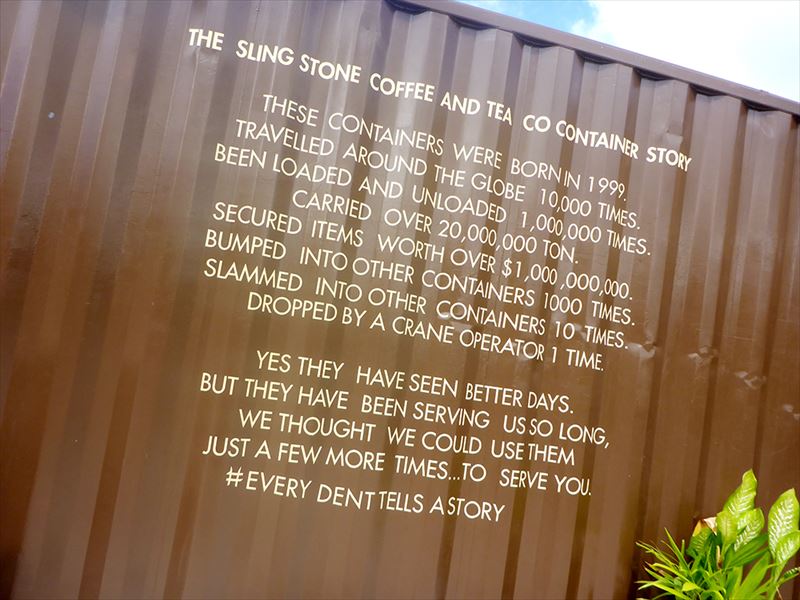 THE SLING STONE COFFEE AND TEA CO CONTAINER STORY
THESE CONTAINERS WERE BORN IN 1999.
TRAVELLED AROUND THE GLOBE 10,000 TIMES.
BEEN LOADED AND UNLOADED 1,000,000 TIMES.
CARRIED OVER 20,000,000 TON.
SECURED ITEMS WORTH OVER $1,000,000,000.
BUMPED INTO OTHER CONTAINERS 1000 TIMES.
SLAMMED INTO OTHER CONTAINERS 10 TIMES.
DROPPED BY A CRANE OPERATOR 1 TIME.
YES THEY HAVE SEEN BETTER DAYS.
BUT THEY HAVE BEEN SERVING US SO LONG,
WE THOUGHT WE COULD USE THEM
JUST A FEW MORE TIMES...TO SERVE YOU.
#EVERY DENT TELLS A STORY